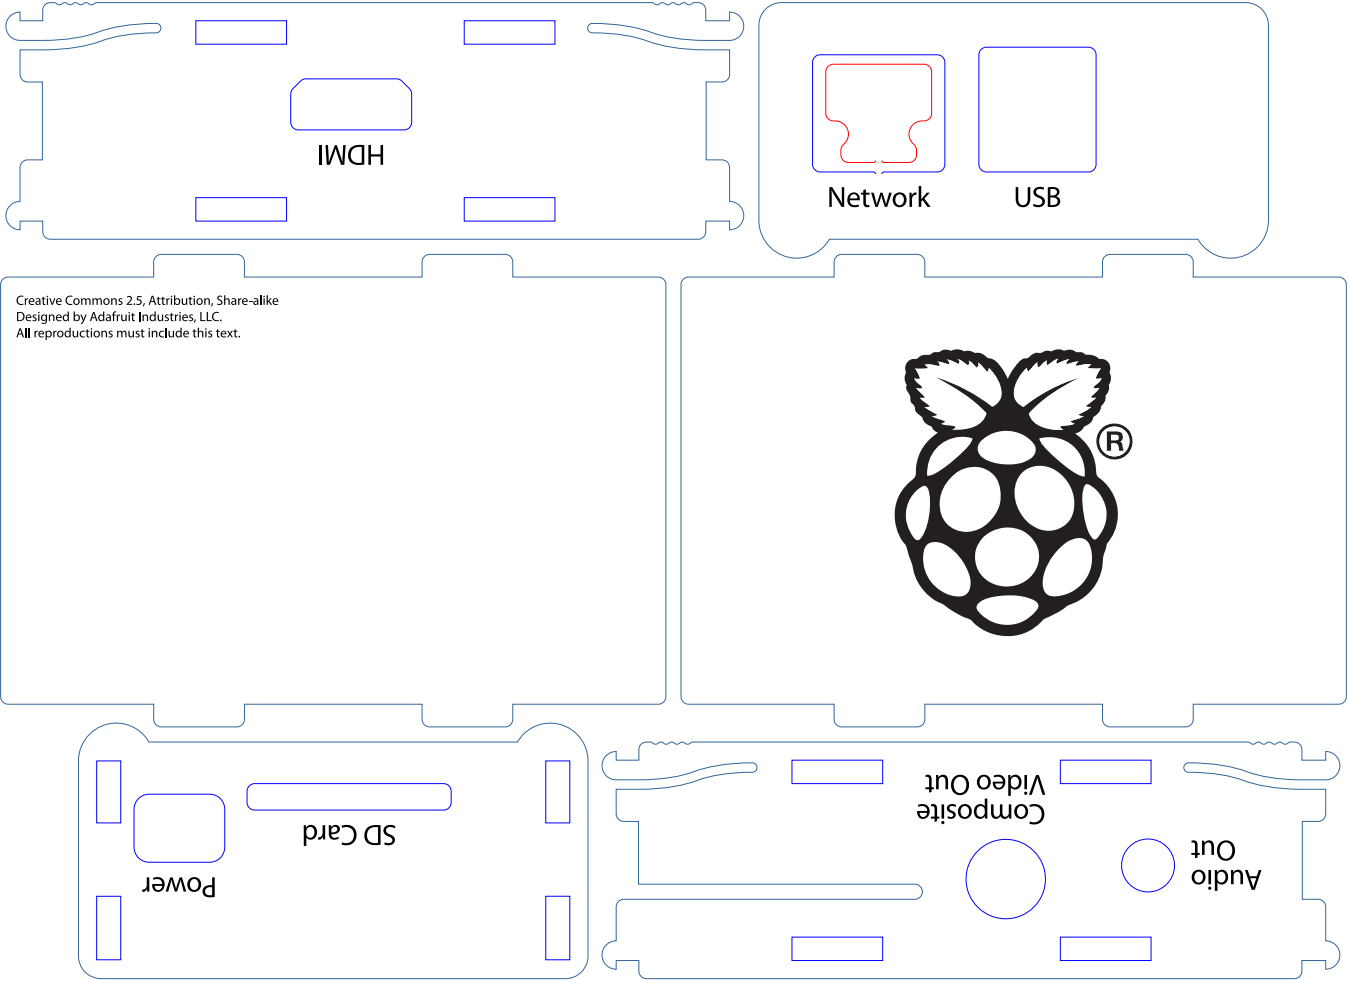 HDMI
Network
USB
Creative Commons 2.5, Attribution, Share-alike
Designed by Adafruit Industries, LLC.
All reproductions must include this text.
®
SD Card
Power
Composite
Video Out
Audio
Out